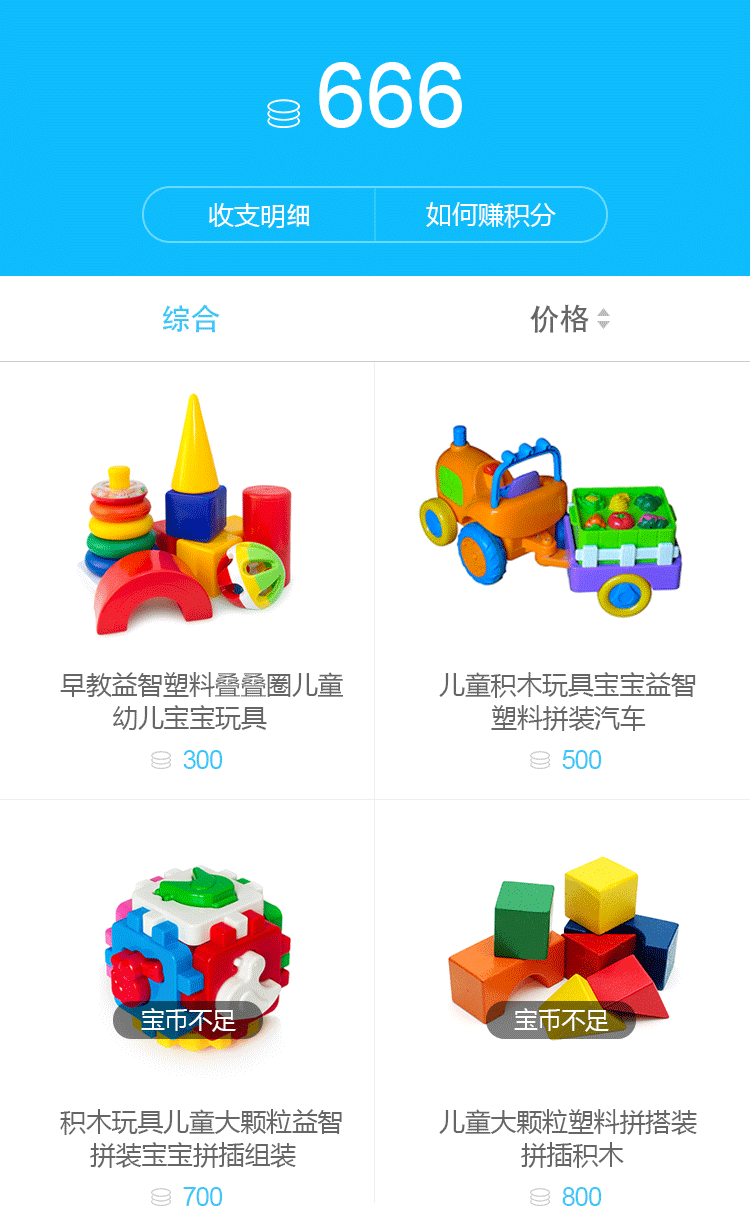 666
收支明细 如何赚积分
综合 价格
早教益智塑料叠叠圈儿童
幼儿宝宝玩具
300
儿童积木玩具宝宝益智
塑料拼装汽车
500
宝币不足
积木玩具儿童大颗粒益智
拼装宝宝拼插组装
700
宝币不足
儿童大颗粒塑料拼搭装
拼插积木
800